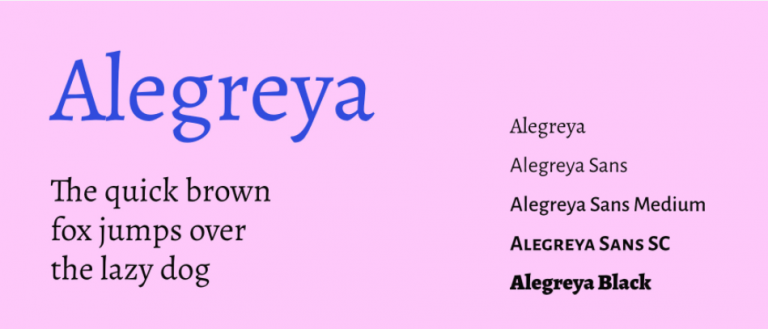 Alegreya
The quick brown
fox jumps over
the lazy dog
Alegreya
Alegreya Sans
Alegreya Sans Medium
Alegreya Sans SC
Alegreya Black